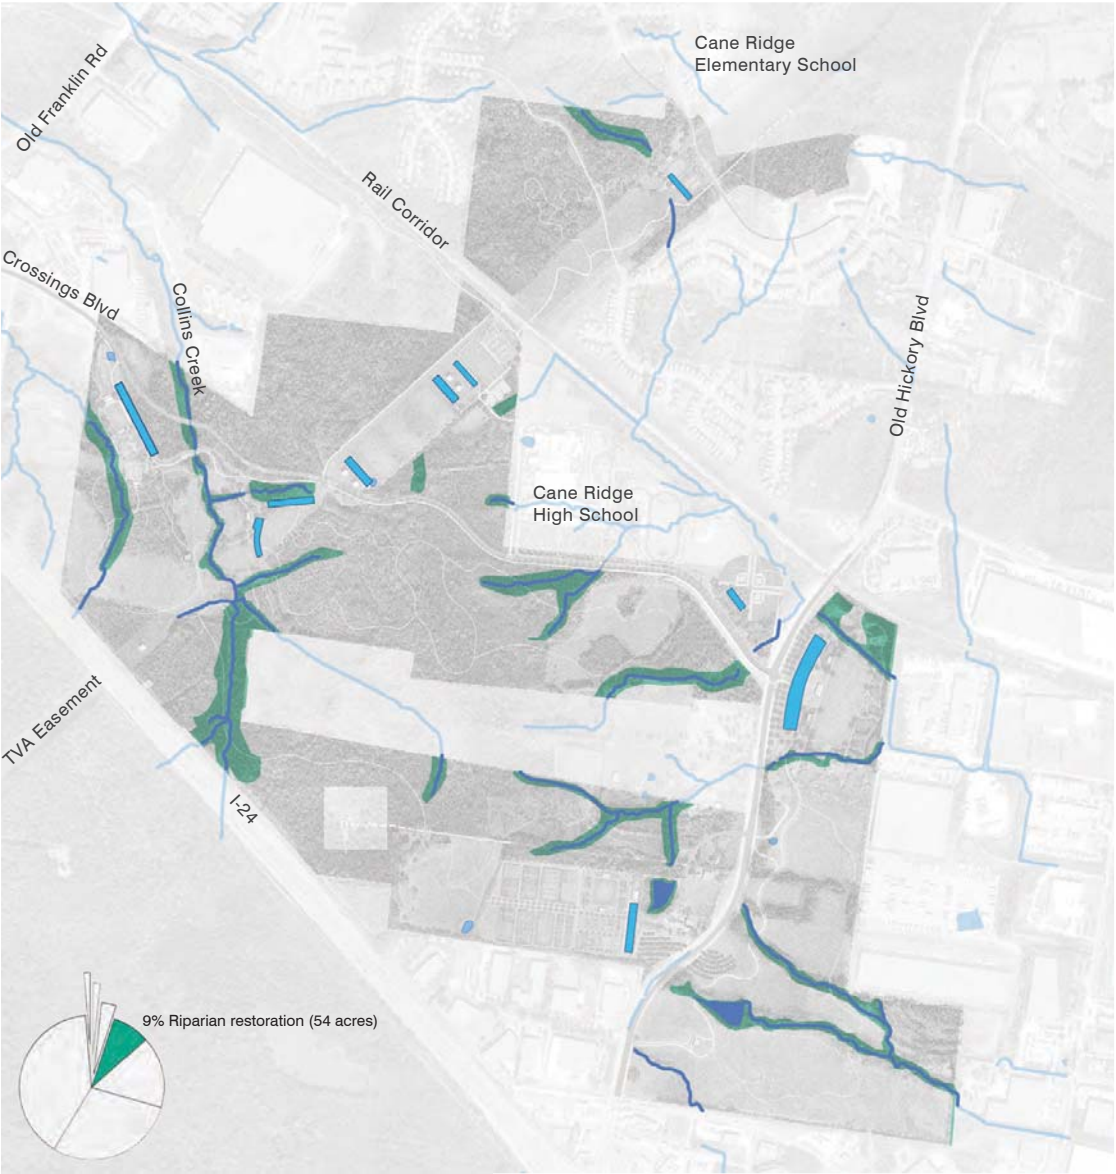 Cane Ridge
Elementary School
Old Franklin Rd
Rail Corridor
Crossings Blvd
Collins Creek
Old Hickory Blvd
Cane Ridge
High School
TVA Easement
I-24
9% Riparian restoration (54 acres)